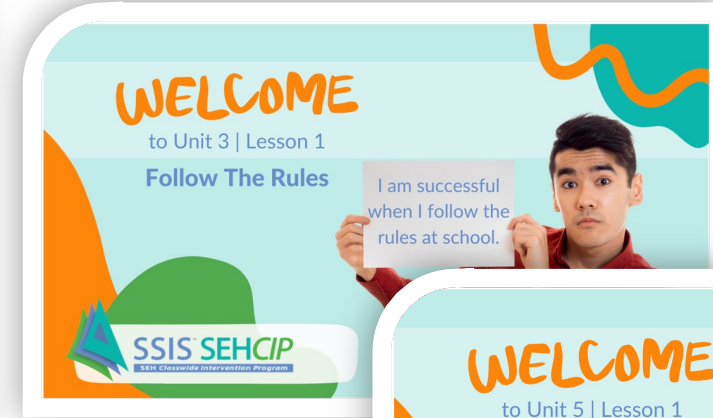 WELCOME
to Unit 3 | Lesson 1
Follow The Rules
I am successful
when I follow the
rules at school.
SSIS™ SEHCIP
SEH Classwide Intervention Program
WELCOME
to Unit 5 | Lesson 1